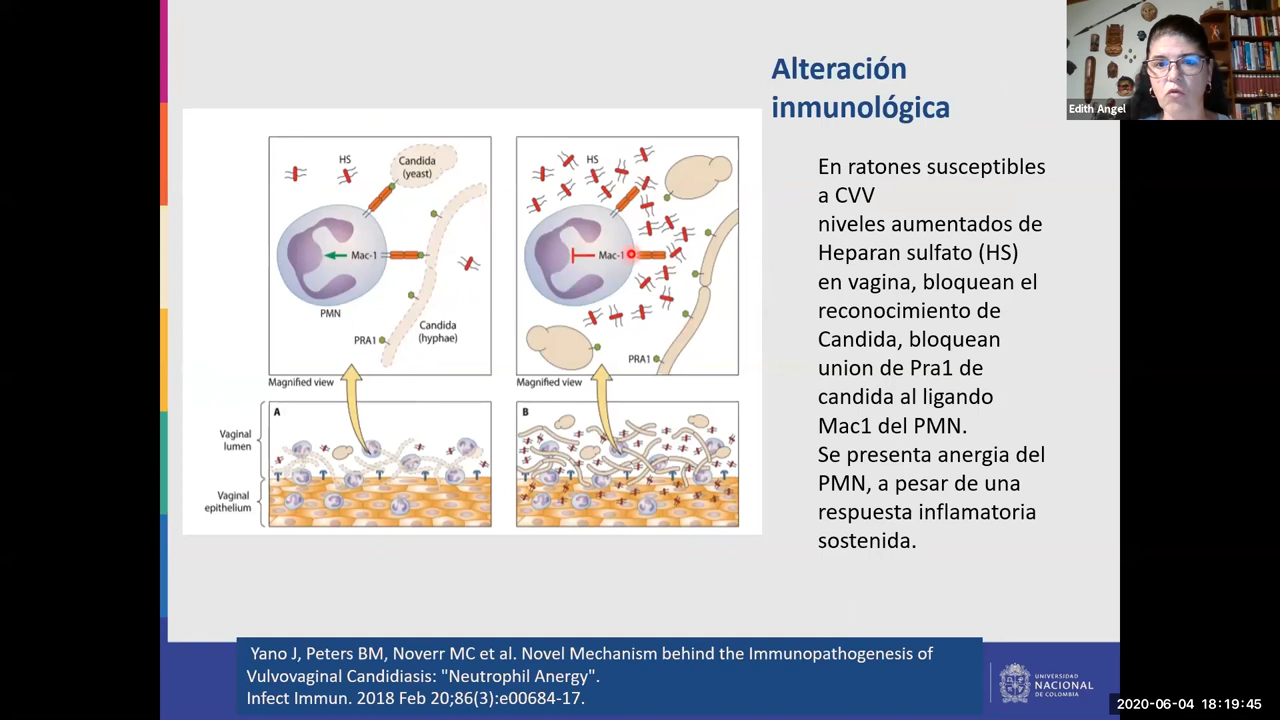 Alteración
inmunológica
Edith Angel
En ratones susceptibles
a CVV
niveles aumentados de
Heparan sulfato (HS)
en vagina, bloquean el
reconocimiento de
Candida, bloquean
union de Pra1 de
candida al ligando
Mac1 del PMN.
Se presenta anergia del
PMN, a pesar de una
respuesta inflamatoria
sostenida.
HS
Candida
(yeast)
Mac-1
PMN
Candida
(hyphae)
PRA1
Magnified view
HS
Mac-1
PRA1
Magnified view
A
Vaginal
lumen
Vaginal
epithelium
B
Yano J, Peters BM, Noverr MC et al. Novel Mechanism behind the Immunopathogenesis of
Vulvovaginal Candidiasis: "Neutrophil Anergy".
Infect Immun. 2018 Feb 20;86(3):e00684-17.
UNIVERSIDAD
NACIONAL
DE COLOMBIA
2020-06-04 18:19:45